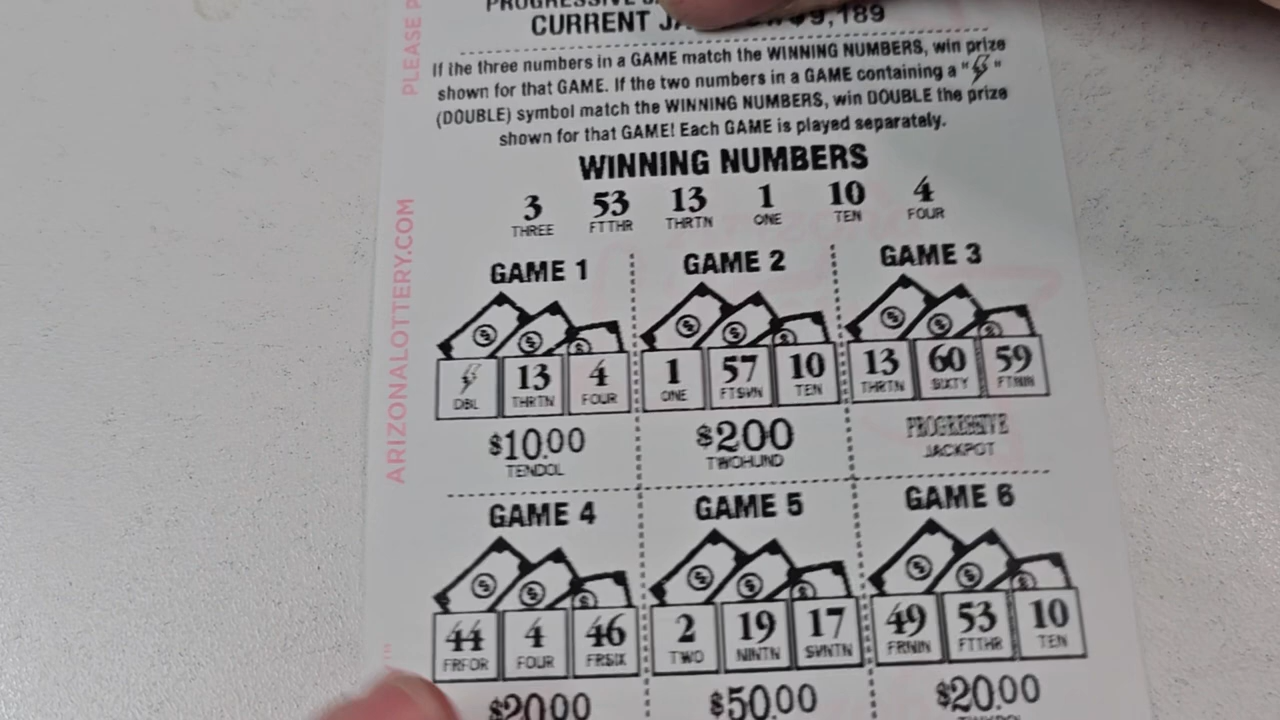 CURRENT 9,189
If the three numbers in a GAME match the WINNING NUMBERS, win prize
shown for that GAME. If the two numbers in a GAME containing a " "
(DOUBLE) symbol match the WINNING NUMBERS, win DOUBLE the prize
shown for that GAME! Each GAME is played separately.
WINNING NUMBERS
3 53 13 1 10 4
THREE FTTHR THRTN ONE TEN FOUR
GAME 1 GAME 2 GAME 3
13 4 1 57 10 13 60 59
DBL THRTN FOUR ONE FTSVN TEN THRTN SIXTY FTNIN
$10.00 $200 PROGRESSIVE
TENDOL TWOHUND JACKPOT
GAME 4 GAME 5 GAME 6
44 4 46 2 19 17 49 53 10
FRFOR FOUR FRSIX TWO NINTN SVNTN FRNIN FTTHR TEN
$20.00 $50.00 $20.00
PLEASE
ARIZONALOTTERY.COM